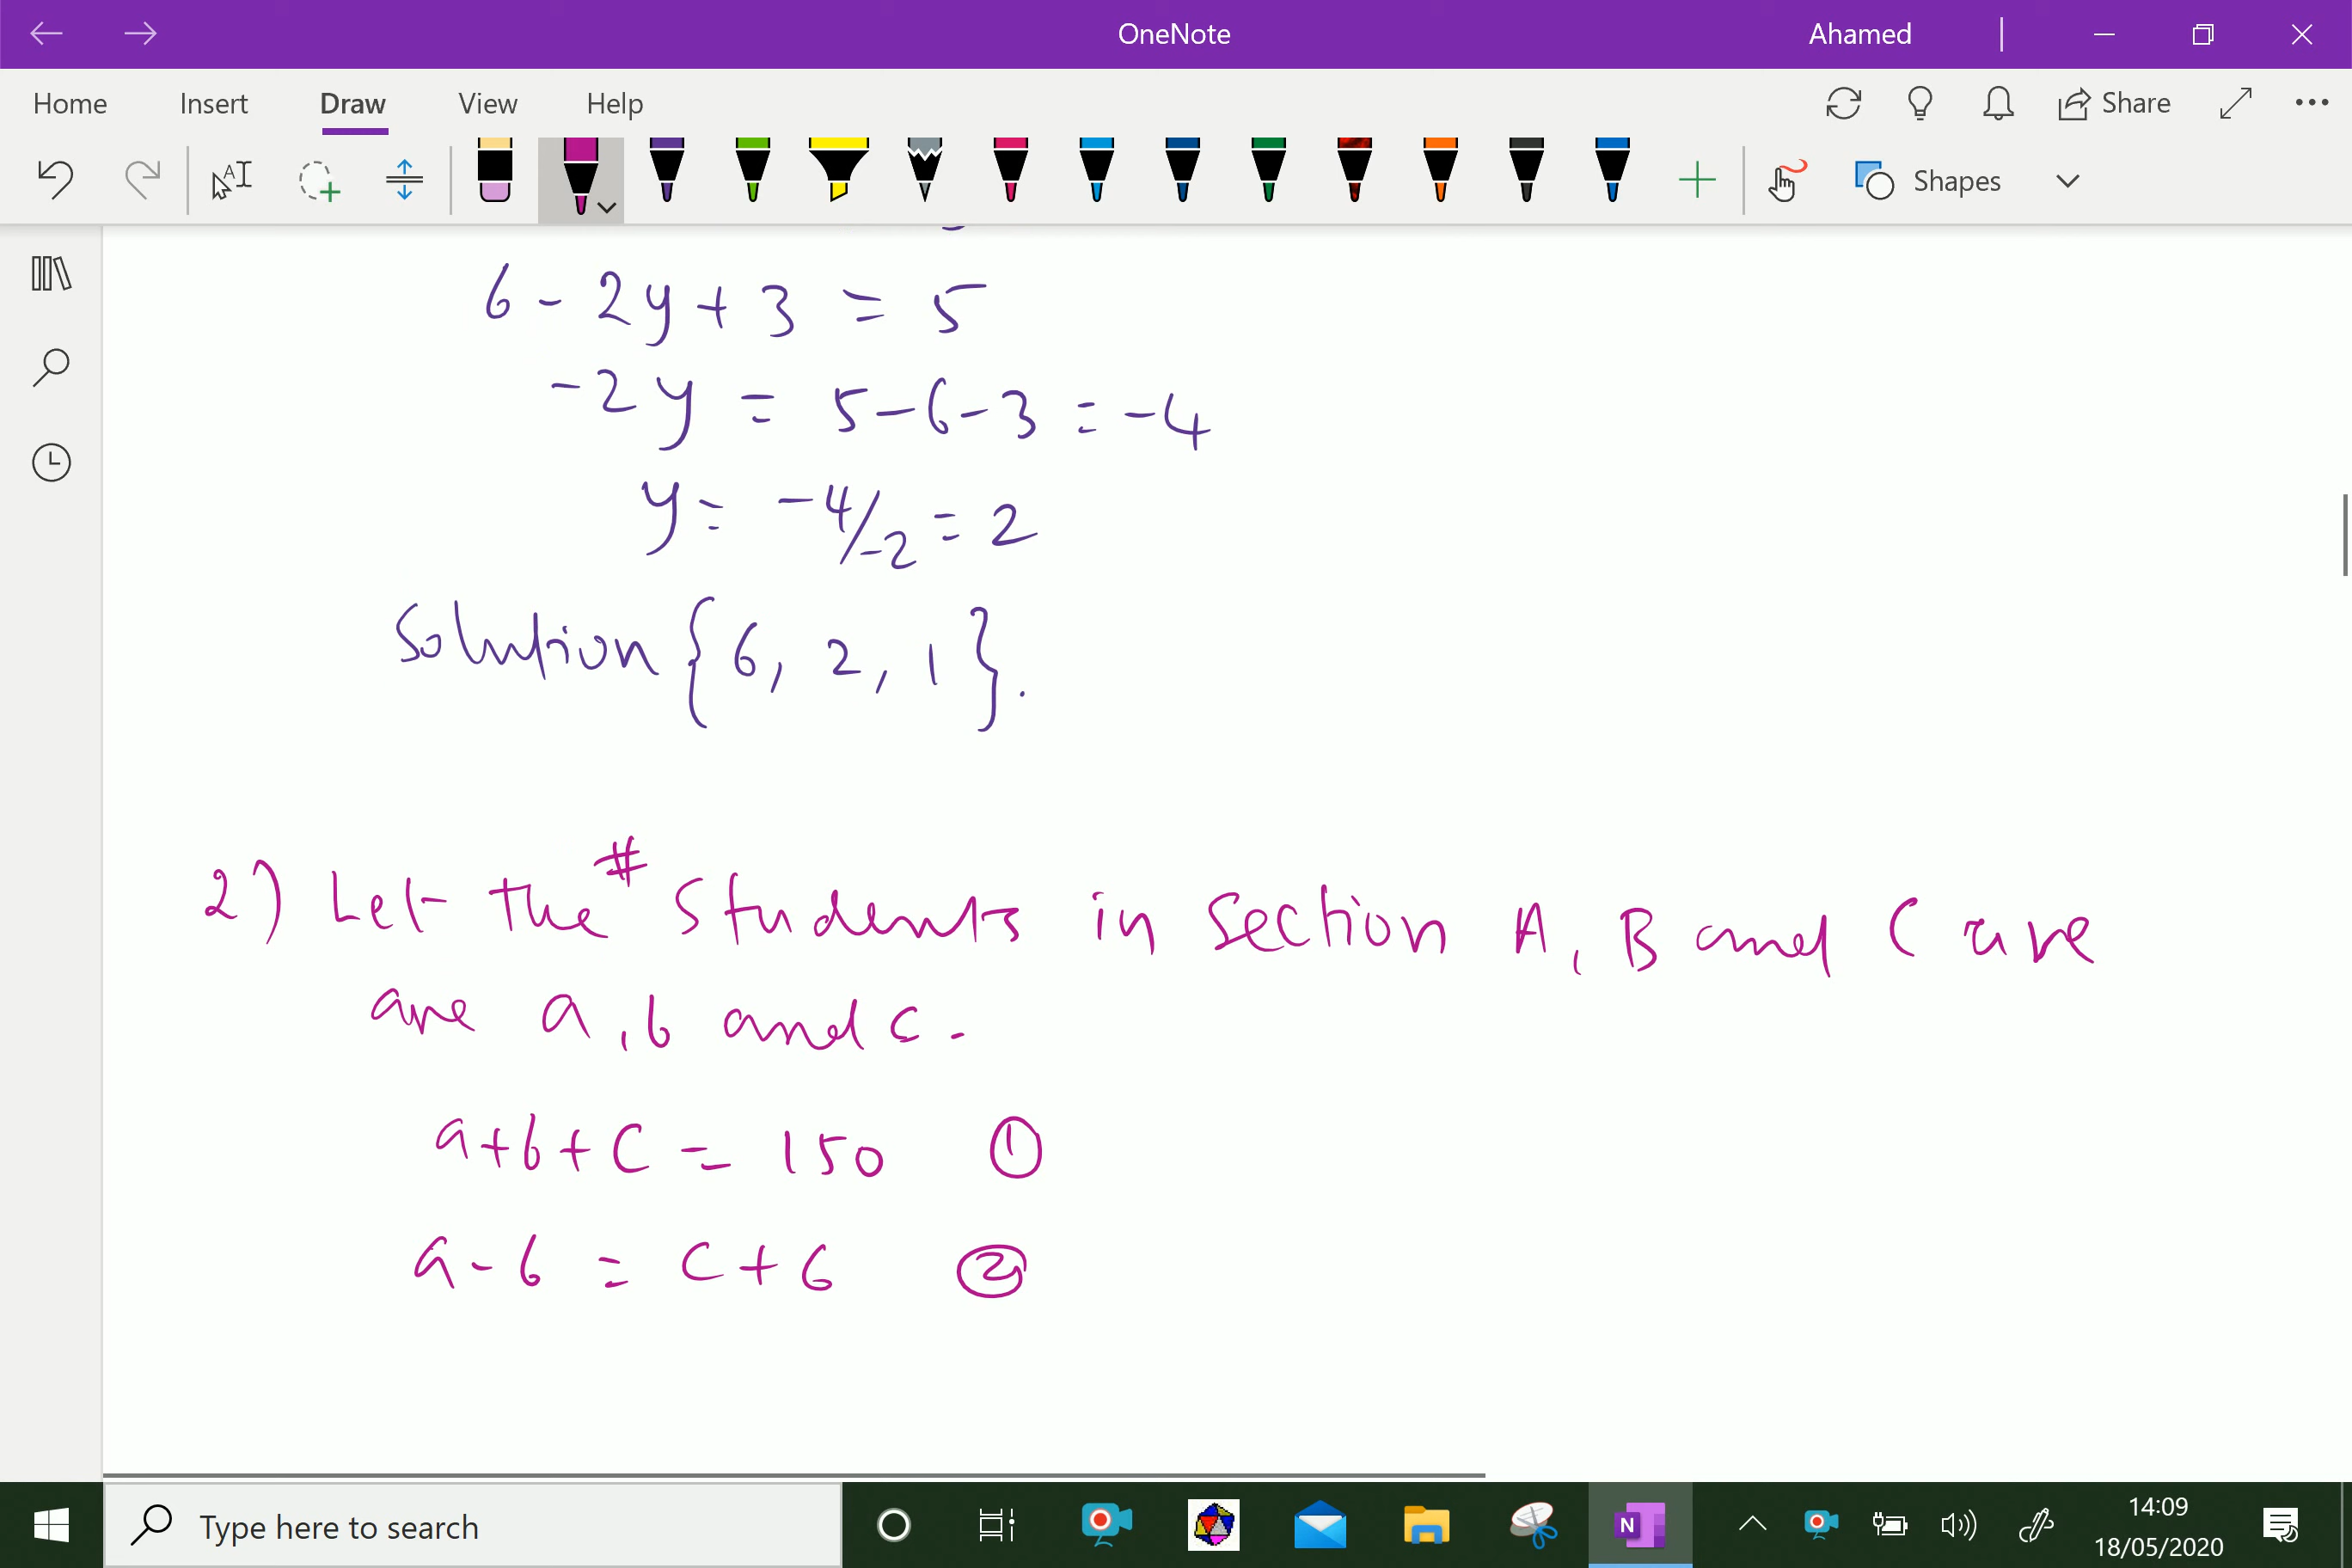 OneNote
Ahamed
Home Insert Draw View Help
Share
Shapes
6 - 2y + 3 = 5
-2y = 5 - 6 - 3 = -4
y = -4/-2 = 2
Solution {6, 2, 1}.
2) Let the # Students in Section A, B and C are
are a, b and c.
a+b+c = 150 ①
a - b = c + 6 ②
Type here to search
14:09
18/05/2020